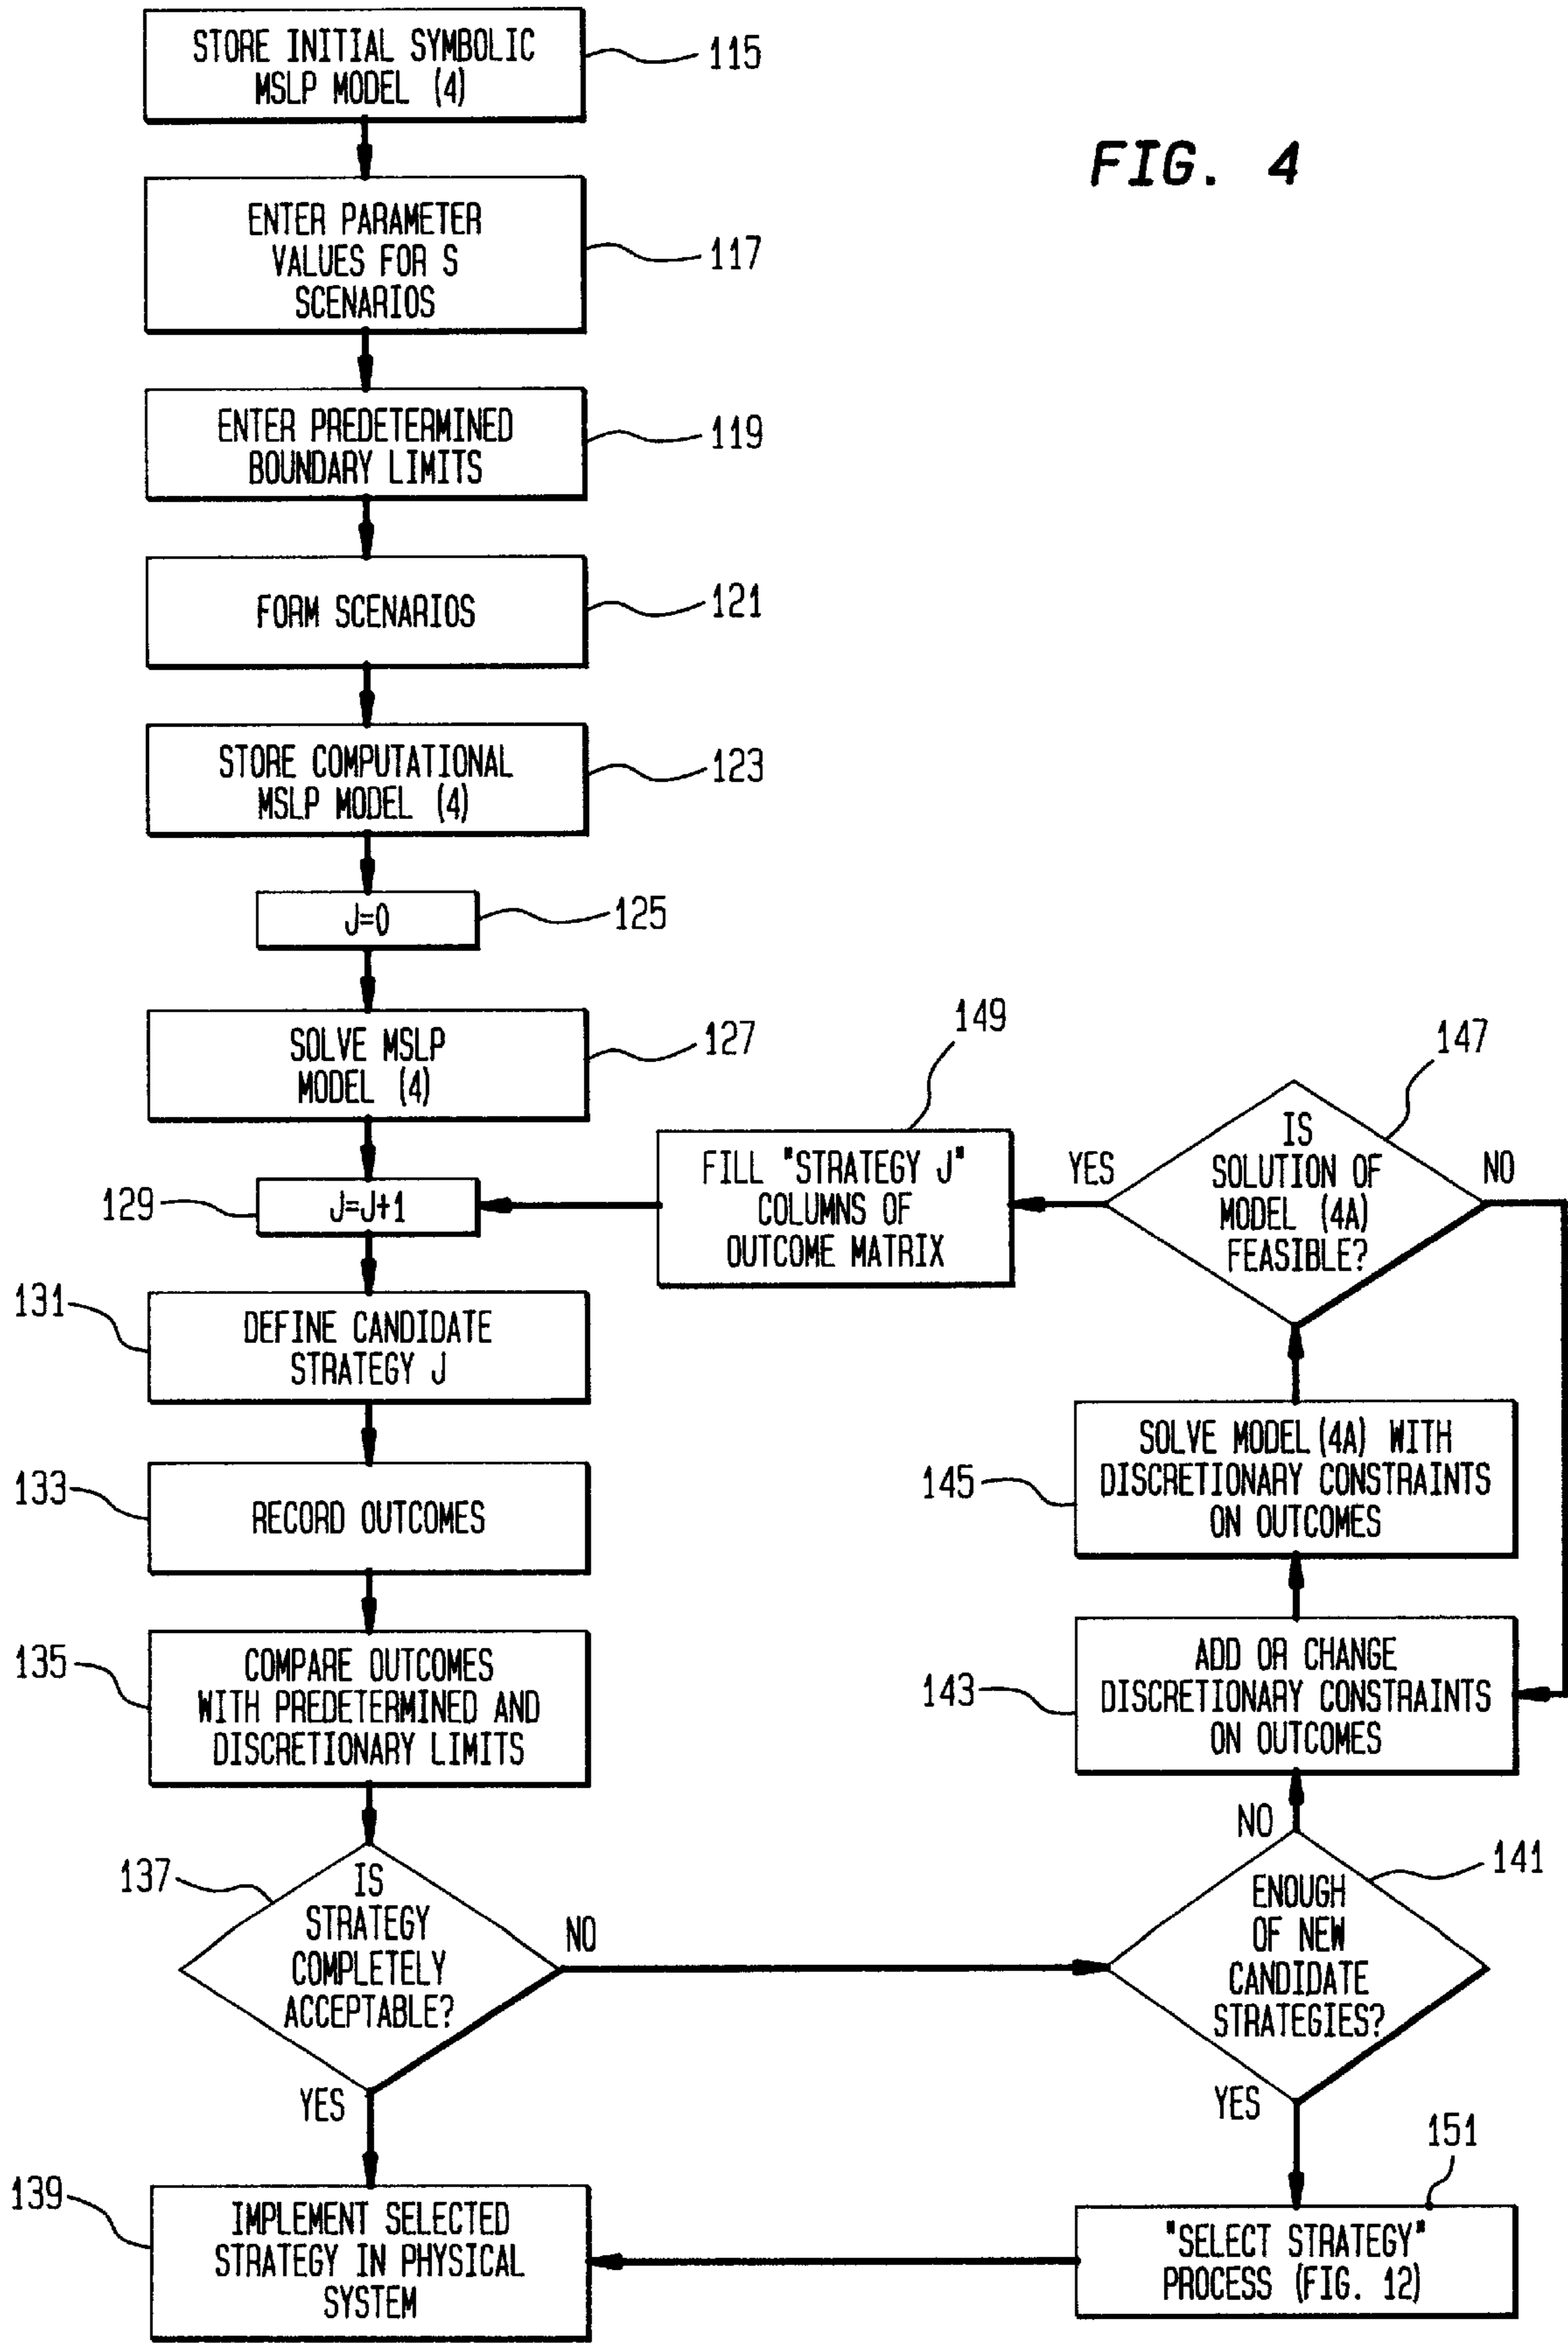 FIG. 4
STORE INITIAL SYMBOLIC
MSLP MODEL (4)
115
ENTER PARAMETER
VALUES FOR S
SCENARIOS
117
ENTER PREDETERMINED
BOUNDARY LIMITS
119
FORM SCENARIOS
121
STORE COMPUTATIONAL
MSLP MODEL (4)
123
J=0
125
SOLVE MSLP
MODEL (4)
127
J=J+1
129
DEFINE CANDIDATE
STRATEGY J
131
RECORD OUTCOMES
133
COMPARE OUTCOMES
WITH PREDETERMINED AND
DISCRETIONARY LIMITS
135
IS
STRATEGY
COMPLETELY
ACCEPTABLE?
137
NO
YES
IMPLEMENT SELECTED
STRATEGY IN PHYSICAL
SYSTEM
139
149
FILL "STRATEGY J"
COLUMNS OF
OUTCOME MATRIX
YES
147
IS
SOLUTION OF
MODEL (4A)
FEASIBLE?
NO
SOLVE MODEL (4A) WITH
DISCRETIONARY CONSTRAINTS
ON OUTCOMES
145
ADD OR CHANGE
DISCRETIONARY CONSTRAINTS
ON OUTCOMES
143
NO
141
ENOUGH
OF NEW
CANDIDATE
STRATEGIES?
YES
151
"SELECT STRATEGY"
PROCESS (FIG. 12)